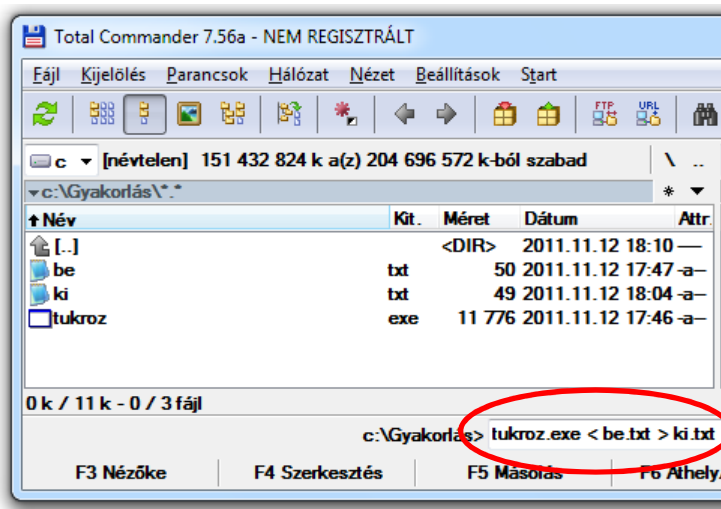 Total Commander 7.56a - NEM REGISZTRÁLT
Fájl Kijelölés Parancsok Hálózat Nézet Beállítások Start
FTP URL
c [névtelen] 151 432 824 k a(z) 204 696 572 k-ból szabad \ ..
c:\Gyakorlás\*.* *
Név Kit. Méret Dátum Attr.
[..] <DIR> 2011.11.12 18:10 ----
be txt 50 2011.11.12 17:47 -a--
ki txt 49 2011.11.12 18:04 -a--
tukroz exe 11 776 2011.11.12 17:46 -a--
0 k / 11 k - 0 / 3 fájl
c:\Gyakorlás> tukroz.exe < be.txt > ki.txt
F3 Nézőke F4 Szerkesztés F5 Másolás F6 Áthely